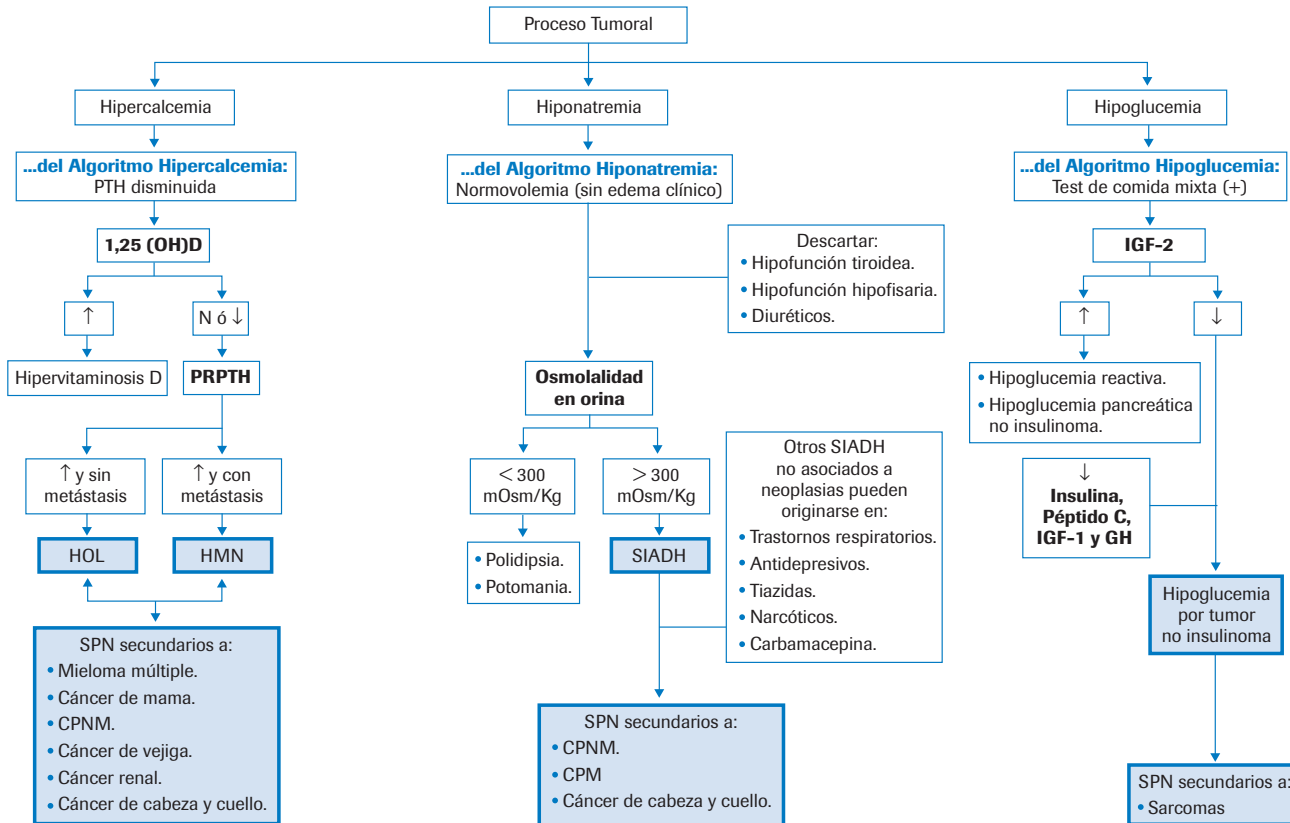 Proceso Tumoral
Hipercalcemia
...del Algoritmo Hipercalcemia:
PTH disminuida
1,25 (OH)D
↑
N ó ↓
Hipervitaminosis D
PRPTH
↑ y sin
metástasis
↑ y con
metástasis
HOL
HMN
SPN secundarios a:
• Mieloma múltiple.
• Cáncer de mama.
• CPNM.
• Cáncer de vejiga.
• Cáncer renal.
• Cáncer de cabeza y cuello.
Hiponatremia
...del Algoritmo Hiponatremia:
Normovolemia (sin edema clínico)
Descartar:
• Hipofunción tiroidea.
• Hipofunción hipofisaria.
• Diuréticos.
Osmolalidad
en orina
< 300
mOsm/Kg
> 300
mOsm/Kg
• Polidipsia.
• Potomania.
SIADH
Otros SIADH
no asociados a
neoplasias pueden
originarse en:
• Trastornos respiratorios.
• Antidepresivos.
• Tiazidas.
• Narcóticos.
• Carbamacepina.
SPN secundarios a:
• CPNM.
• CPM
• Cáncer de cabeza y cuello.
Hipoglucemia
...del Algoritmo Hipoglucemia:
Test de comida mixta (+)
IGF-2
↑
↓
• Hipoglucemia reactiva.
• Hipoglucemia pancreática
no insulinoma.
↓
Insulina,
Péptido C,
IGF-1 y GH
Hipoglucemia
por tumor
no insulinoma
SPN secundarios a:
• Sarcomas